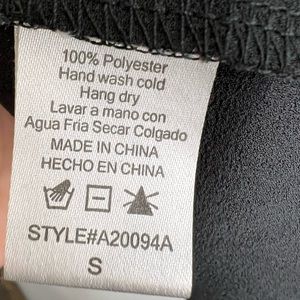 100% Polyester
Hand wash cold
Hang dry
Lavar a mano con
Agua Fria Secar Colgado
MADE IN CHINA
HECHO EN CHINA
STYLE#A20094A
S